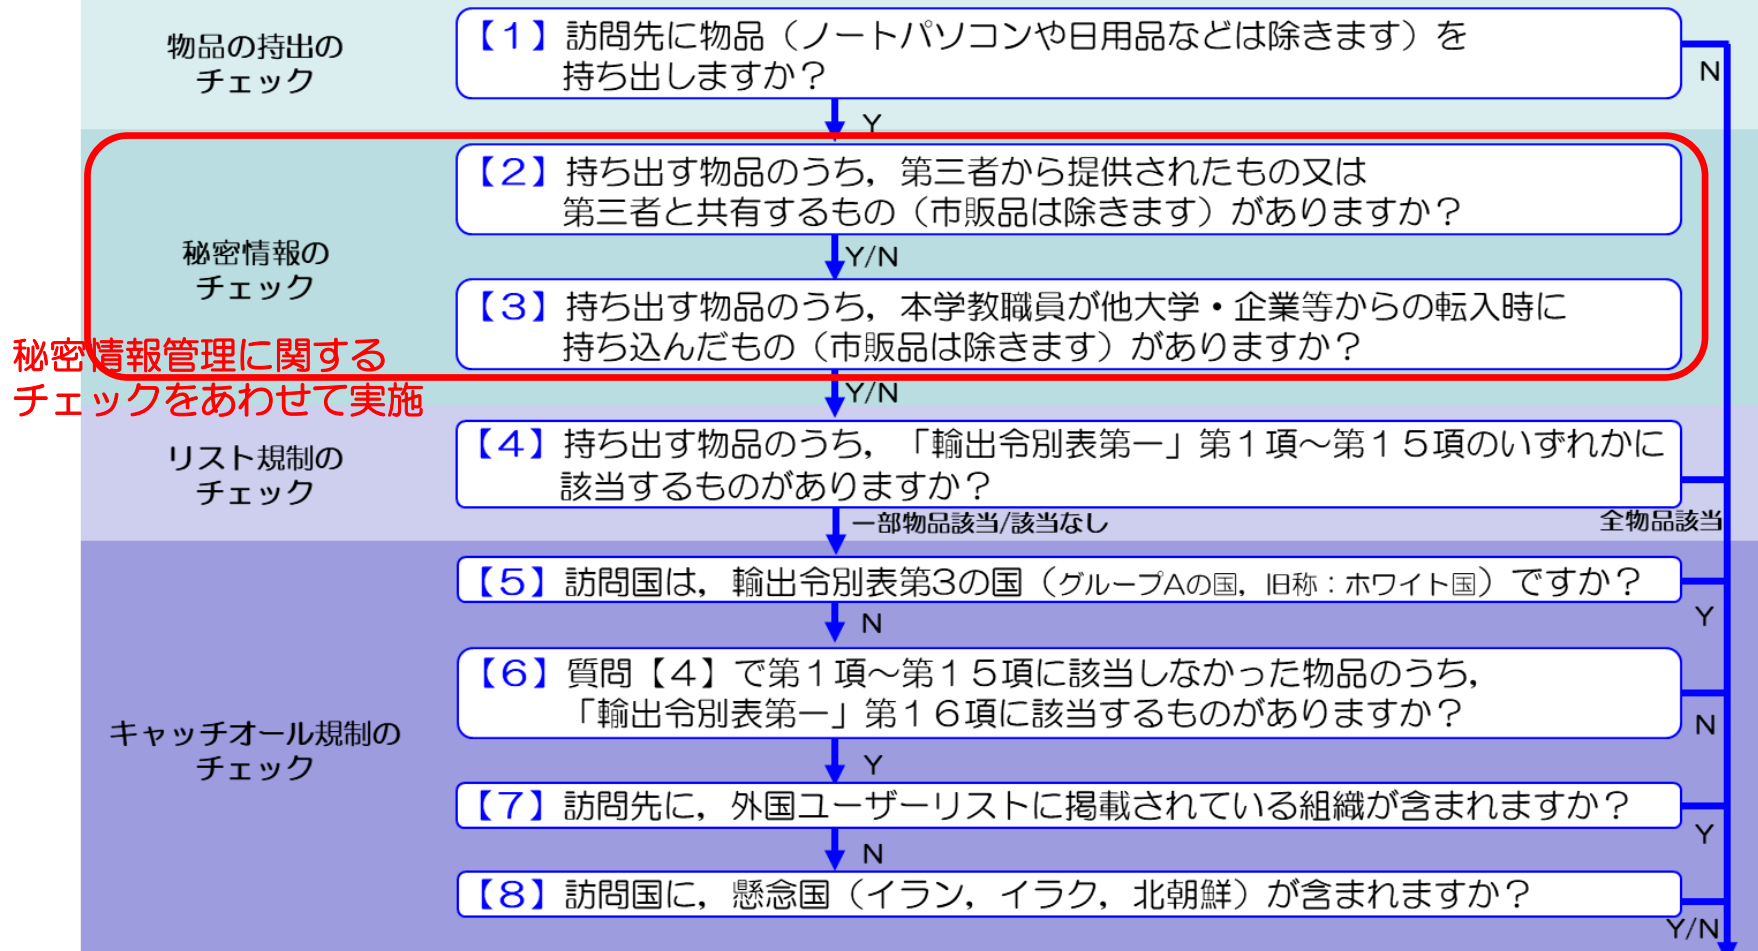 物品の持出の
チェック
【1】訪問先に物品（ノートパソコンや日用品などは除きます）を
持ち出しますか？
N
Y
秘密情報の
チェック
【2】持ち出す物品のうち，第三者から提供されたもの又は
第三者と共有するもの（市販品は除きます）がありますか？
Y/N
【3】持ち出す物品のうち，本学教職員が他大学・企業等からの転入時に
持ち込んだもの（市販品は除きます）がありますか？
秘密情報管理に関する
チェックをあわせて実施
Y/N
リスト規制の
チェック
【4】持ち出す物品のうち，「輸出令別表第一」第１項～第１５項のいずれかに
該当するものがありますか？
一部物品該当/該当なし
全物品該当
キャッチオール規制の
チェック
【5】訪問国は，輸出令別表第3の国（グループAの国，旧称：ホワイト国）ですか？
Y
N
【6】質問【4】で第１項～第１５項に該当しなかった物品のうち，
「輸出令別表第一」第１６項に該当するものがありますか？
N
Y
【7】訪問先に，外国ユーザーリストに掲載されている組織が含まれますか？
Y
N
【8】訪問国に，懸念国（イラン，イラク，北朝鮮）が含まれますか？
Y/N